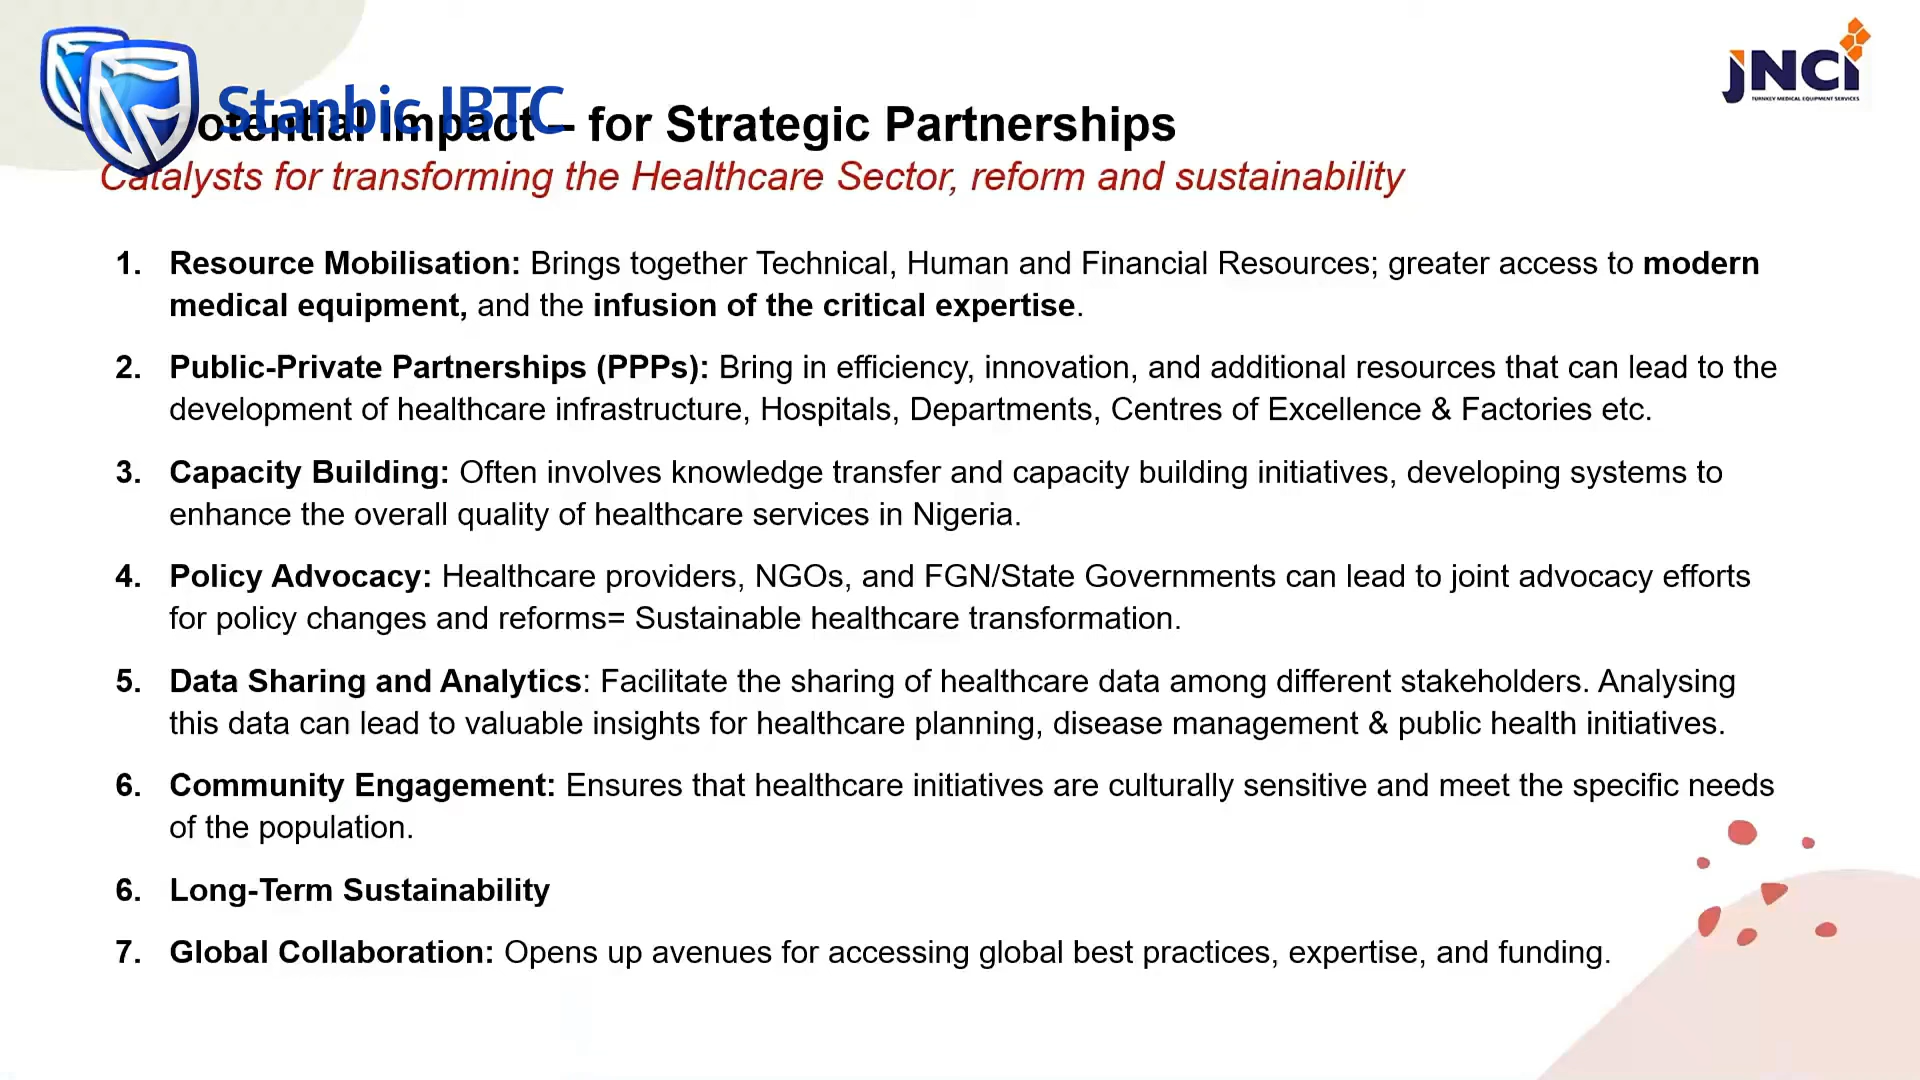 Stanbic IBTC
JNCI
TURNKEY MEDICAL EQUIPMENT SERVICES
Potential Impact – for Strategic Partnerships
Catalysts for transforming the Healthcare Sector, reform and sustainability
1. Resource Mobilisation: Brings together Technical, Human and Financial Resources; greater access to modern
medical equipment, and the infusion of the critical expertise.
2. Public-Private Partnerships (PPPs): Bring in efficiency, innovation, and additional resources that can lead to the
development of healthcare infrastructure, Hospitals, Departments, Centres of Excellence & Factories etc.
3. Capacity Building: Often involves knowledge transfer and capacity building initiatives, developing systems to
enhance the overall quality of healthcare services in Nigeria.
4. Policy Advocacy: Healthcare providers, NGOs, and FGN/State Governments can lead to joint advocacy efforts
for policy changes and reforms= Sustainable healthcare transformation.
5. Data Sharing and Analytics: Facilitate the sharing of healthcare data among different stakeholders. Analysing
this data can lead to valuable insights for healthcare planning, disease management & public health initiatives.
6. Community Engagement: Ensures that healthcare initiatives are culturally sensitive and meet the specific needs
of the population.
6. Long-Term Sustainability
7. Global Collaboration: Opens up avenues for accessing global best practices, expertise, and funding.